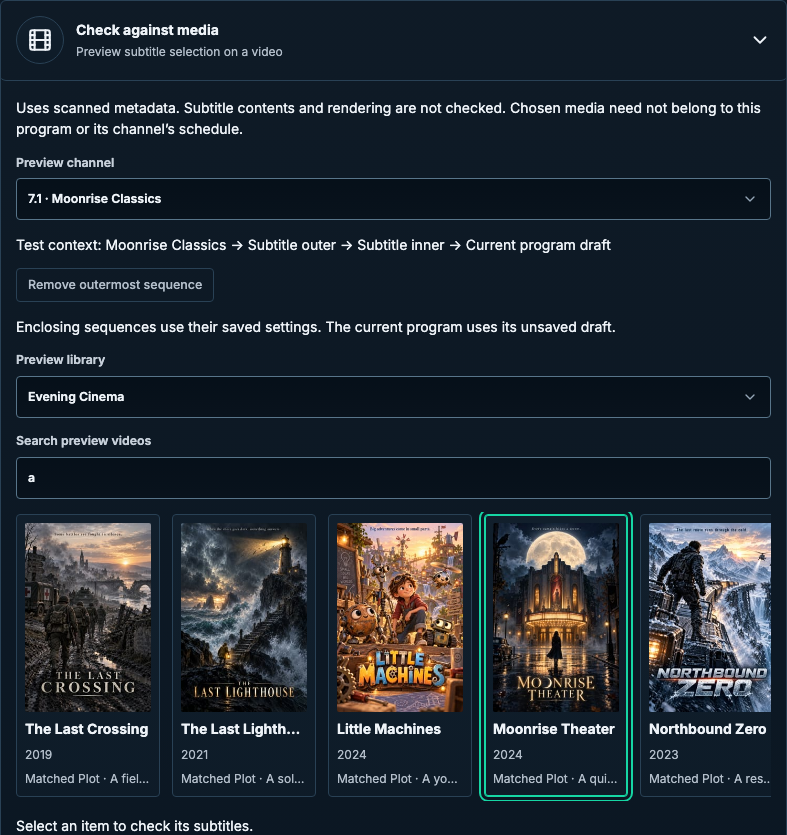 Check against media
Preview subtitle selection on a video
Uses scanned metadata. Subtitle contents and rendering are not checked. Chosen media need not belong to this
program or its channel’s schedule.
Preview channel
7.1 · Moonrise Classics
Test context: Moonrise Classics → Subtitle outer → Subtitle inner → Current program draft
Remove outermost sequence
Enclosing sequences use their saved settings. The current program uses its unsaved draft.
Preview library
Evening Cinema
Search preview videos
a
THE LAST
CROSSING
The Last Crossing
2019
Matched Plot · A fiel...
THE
LAST LIGHTHOUSE
The Last Lighth...
2021
Matched Plot · A sol...
Big adventures come in small parts.
LITTLE
MACHINES
Little Machines
2024
Matched Plot · A yo...
MOONRISE
THEATER
Moonrise Theater
2024
Matched Plot · A qui...
NORTHBOUND
ZERO
Northbound Zero
2023
Matched Plot · A res...
Select an item to check its subtitles.